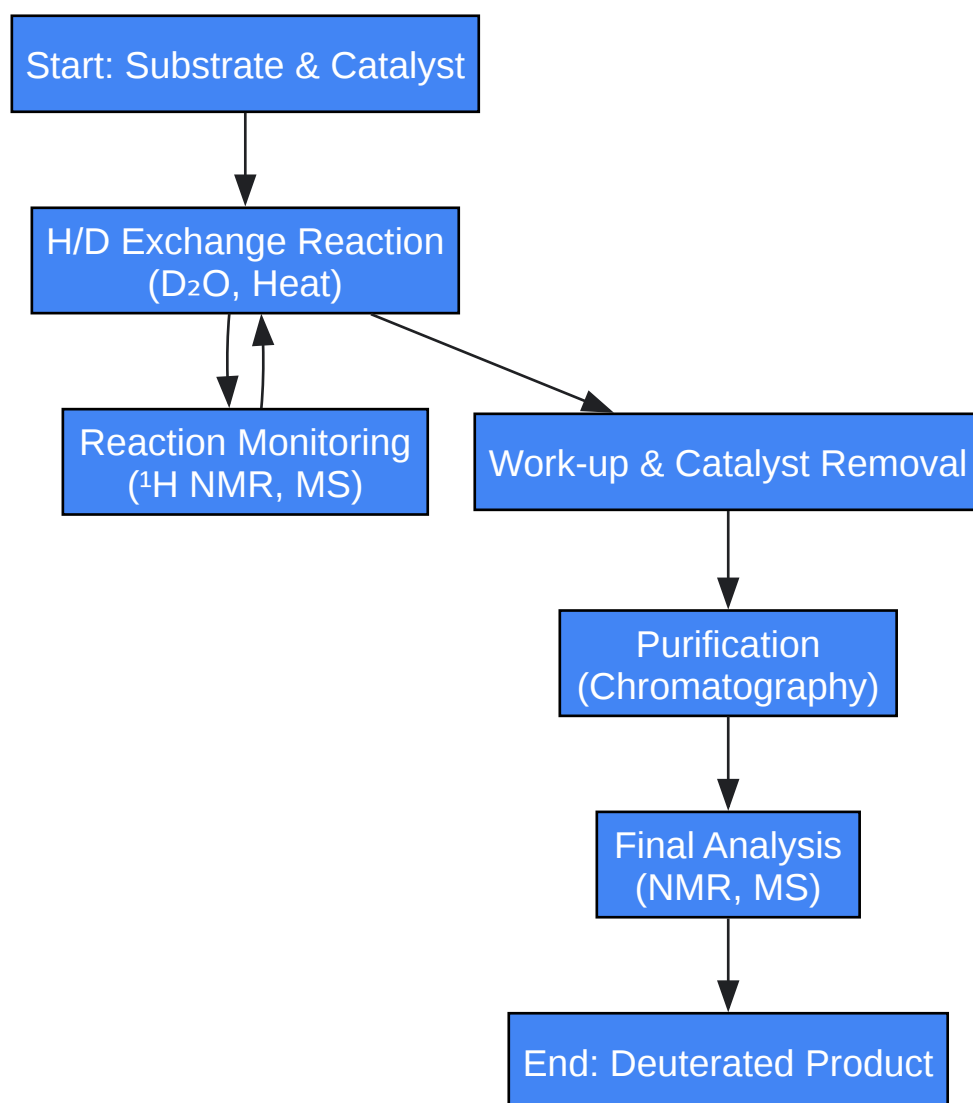 Start: Substrate & Catalyst
H/D Exchange Reaction
(D₂O, Heat)
Reaction Monitoring
(¹H NMR, MS)
Work-up & Catalyst Removal
Purification
(Chromatography)
Final Analysis
(NMR, MS)
End: Deuterated Product